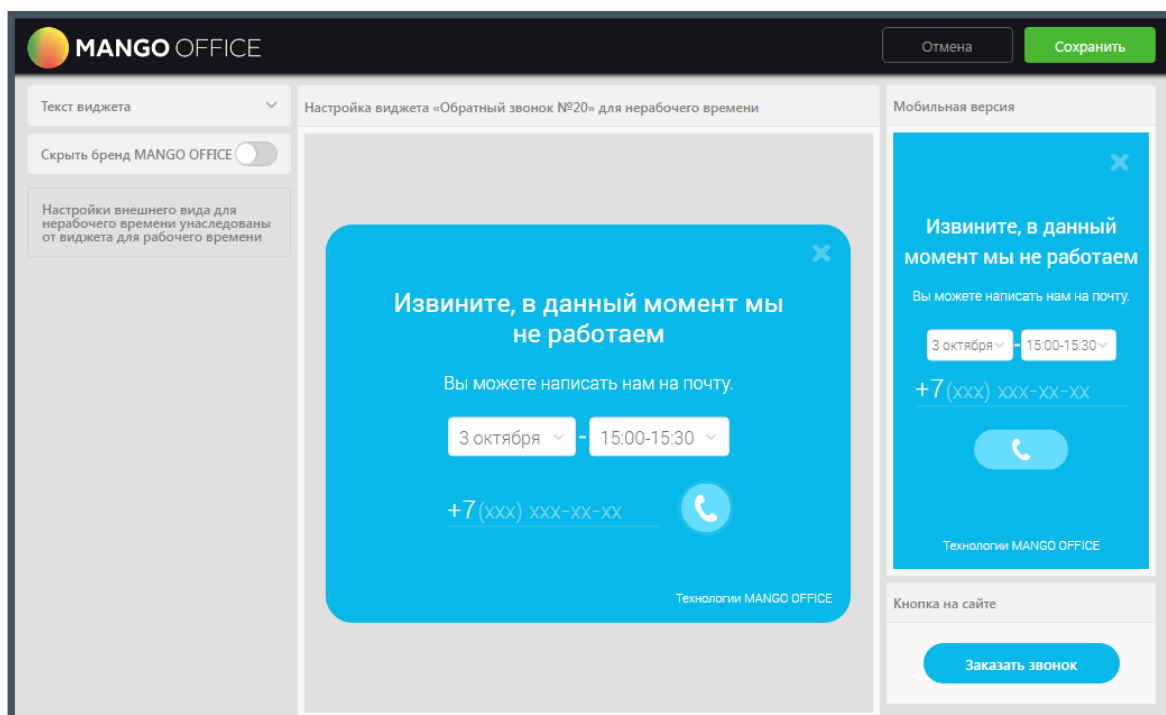 MANGO OFFICE
Отмена
Сохранить
Текст виджета
Скрыть бренд MANGO OFFICE
Настройки внешнего вида для
нерабочего времени унаследованы
от виджета для рабочего времени
Настройка виджета «Обратный звонок №20» для нерабочего времени
Извините, в данный момент мы
не работаем
Вы можете написать нам на почту.
3 октября - 15:00-15:30
+7(xxx) xxx-xx-xx
Технологии MANGO OFFICE
Мобильная версия
Извините, в данный
момент мы не работаем
Вы можете написать нам на почту.
3 октября - 15:00-15:30
+7(xxx) xxx-xx-xx
Технологии MANGO OFFICE
Кнопка на сайте
Заказать звонок